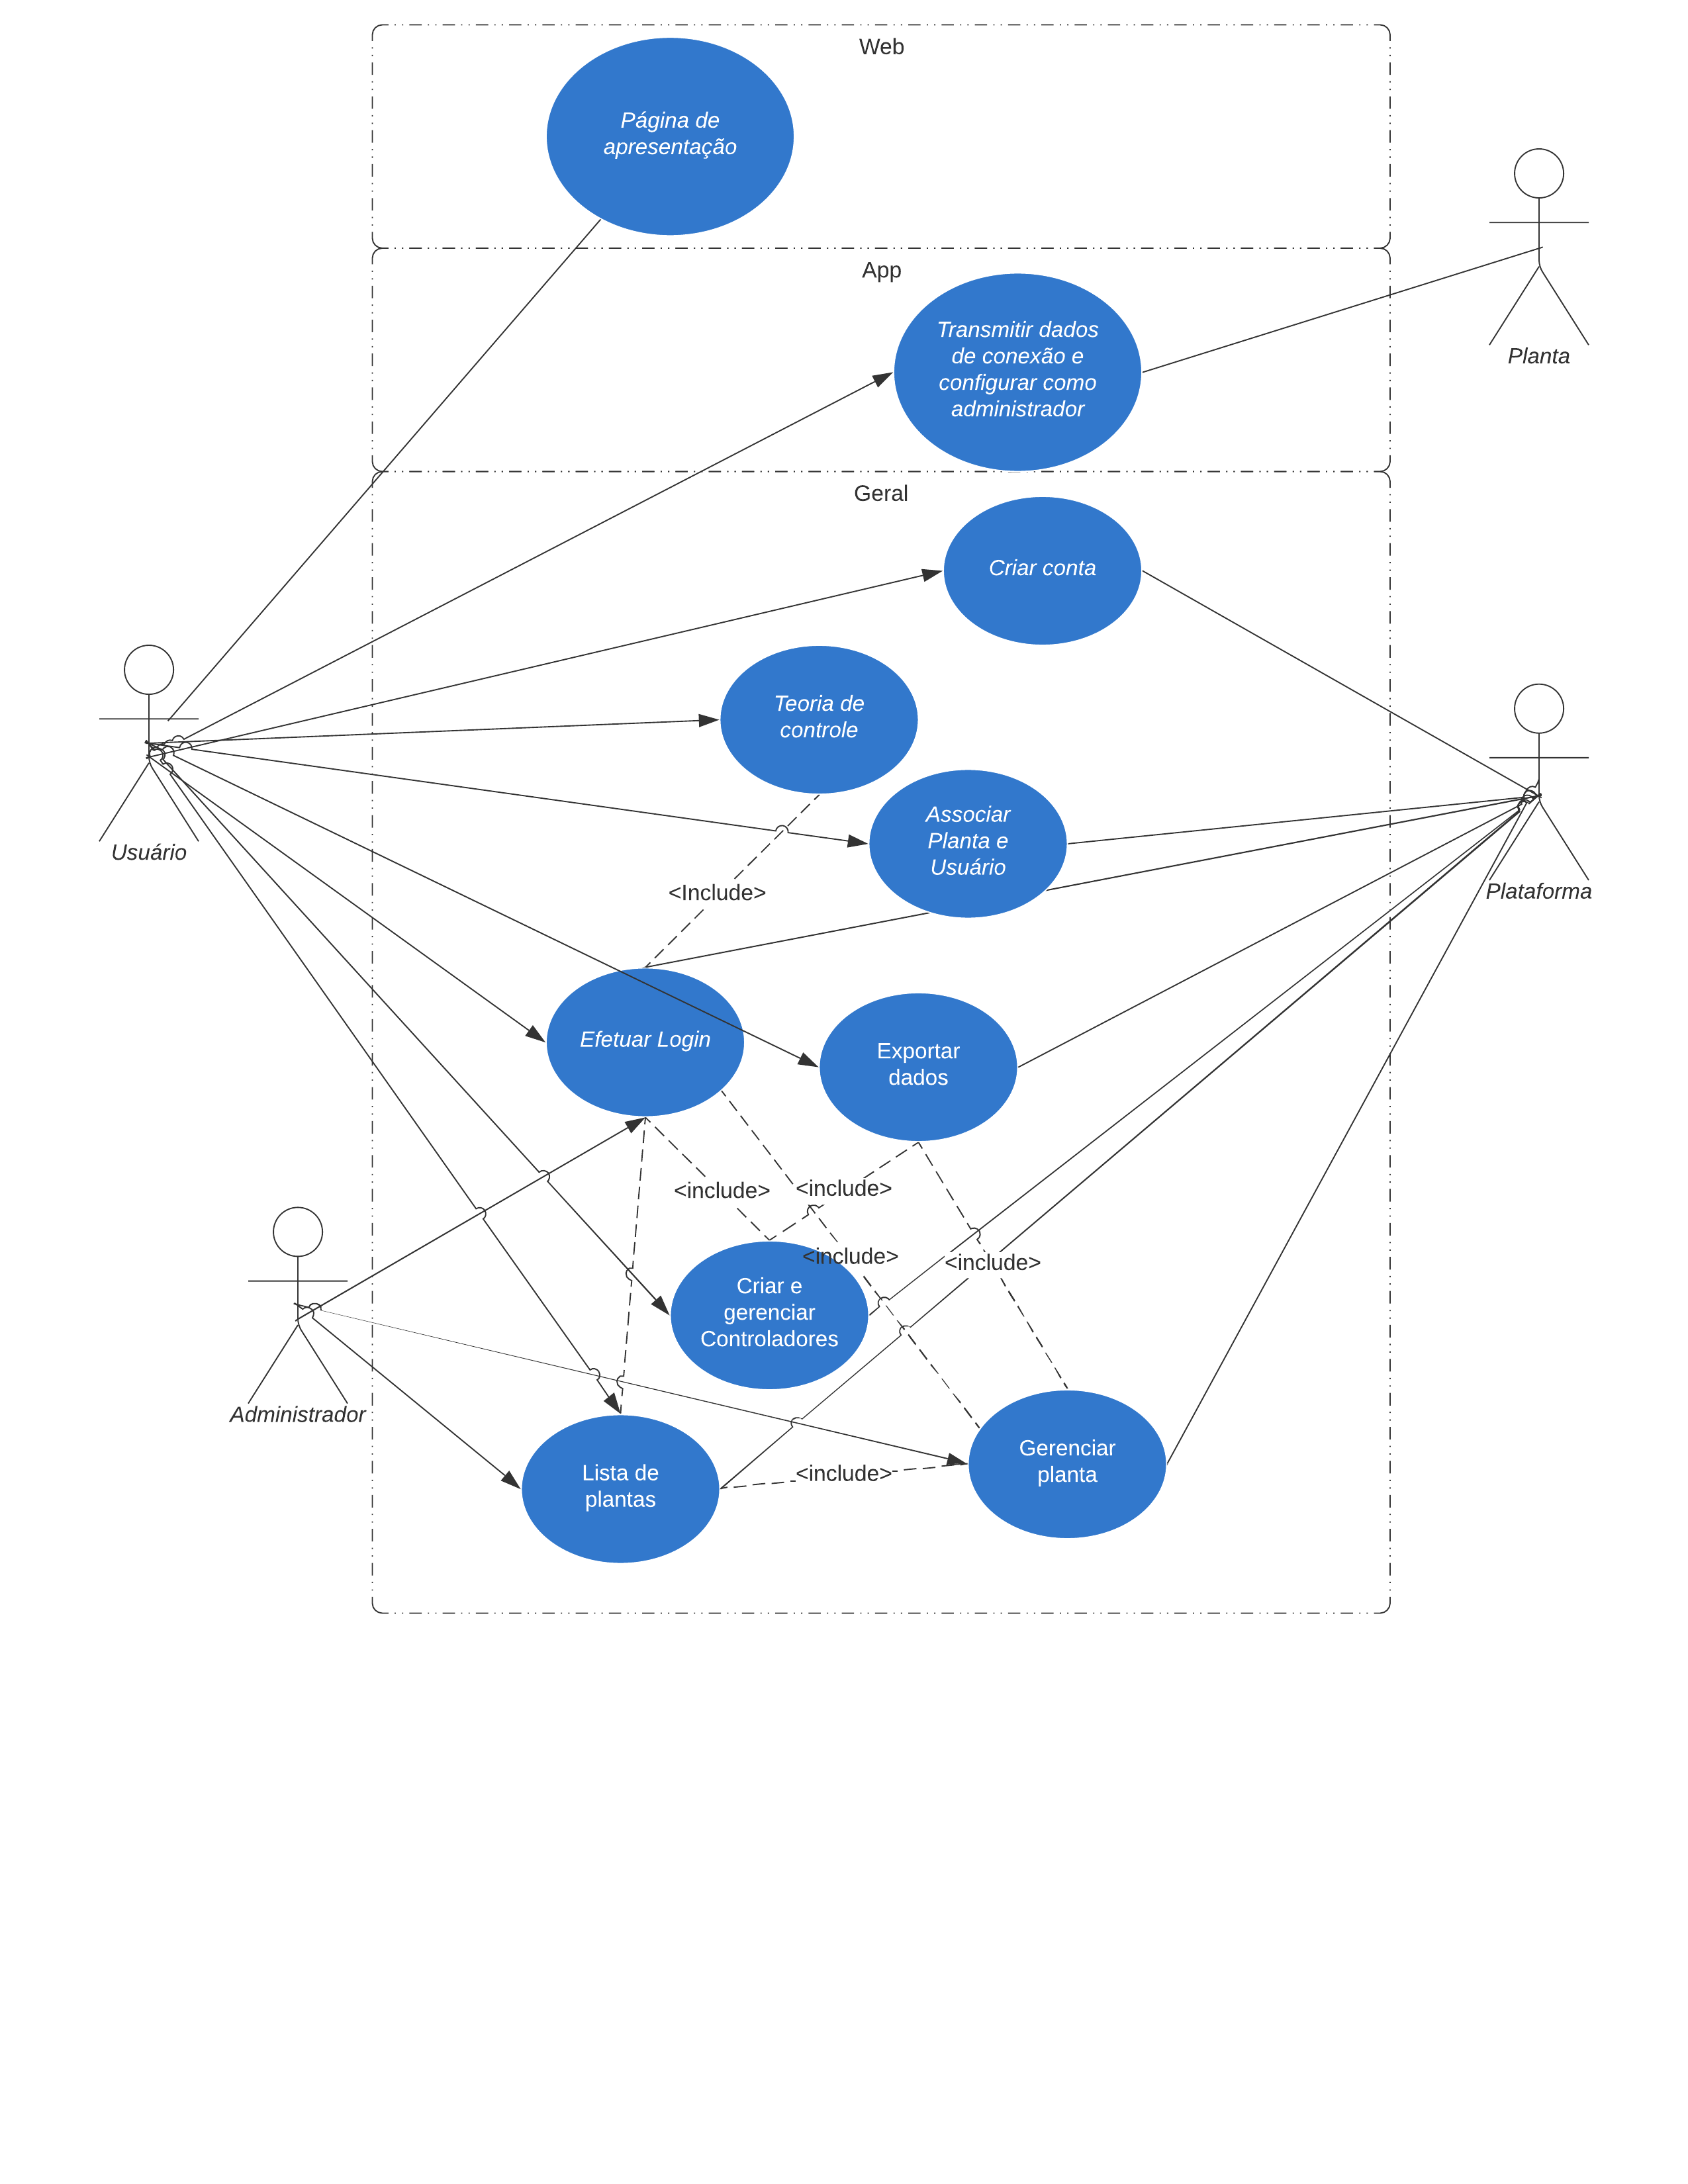 Web
Página de
apresentação
App
Transmitir dados
de conexão e
configurar como
administrador
Planta
Geral
Criar conta
Teoria de
controle
Associar
Planta e
Usuário
Usuário
Plataforma
<Include>
Efetuar Login
Exportar
dados
<include>
<include>
<include>
<include>
Criar e
gerenciar
Controladores
Administrador
Gerenciar
planta
Lista de
plantas
<include>